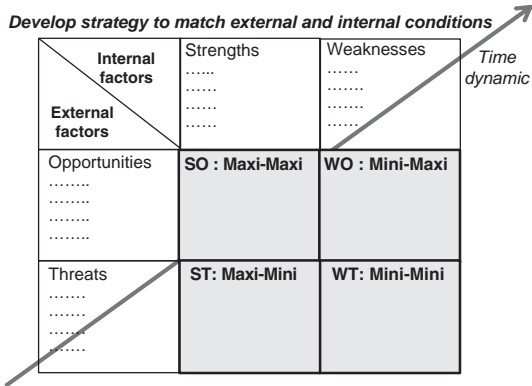 Develop strategy to match external and internal conditions
Internal
factors
External
factors
Strengths
…...
……
……
……
Weaknesses
……
…….
…….
……
Time
dynamic
Opportunities
……..
……..
……..
……..
SO : Maxi-Maxi
WO : Mini-Maxi
Threats
…….
…….
…….
…….
ST: Maxi-Mini
WT: Mini-Mini